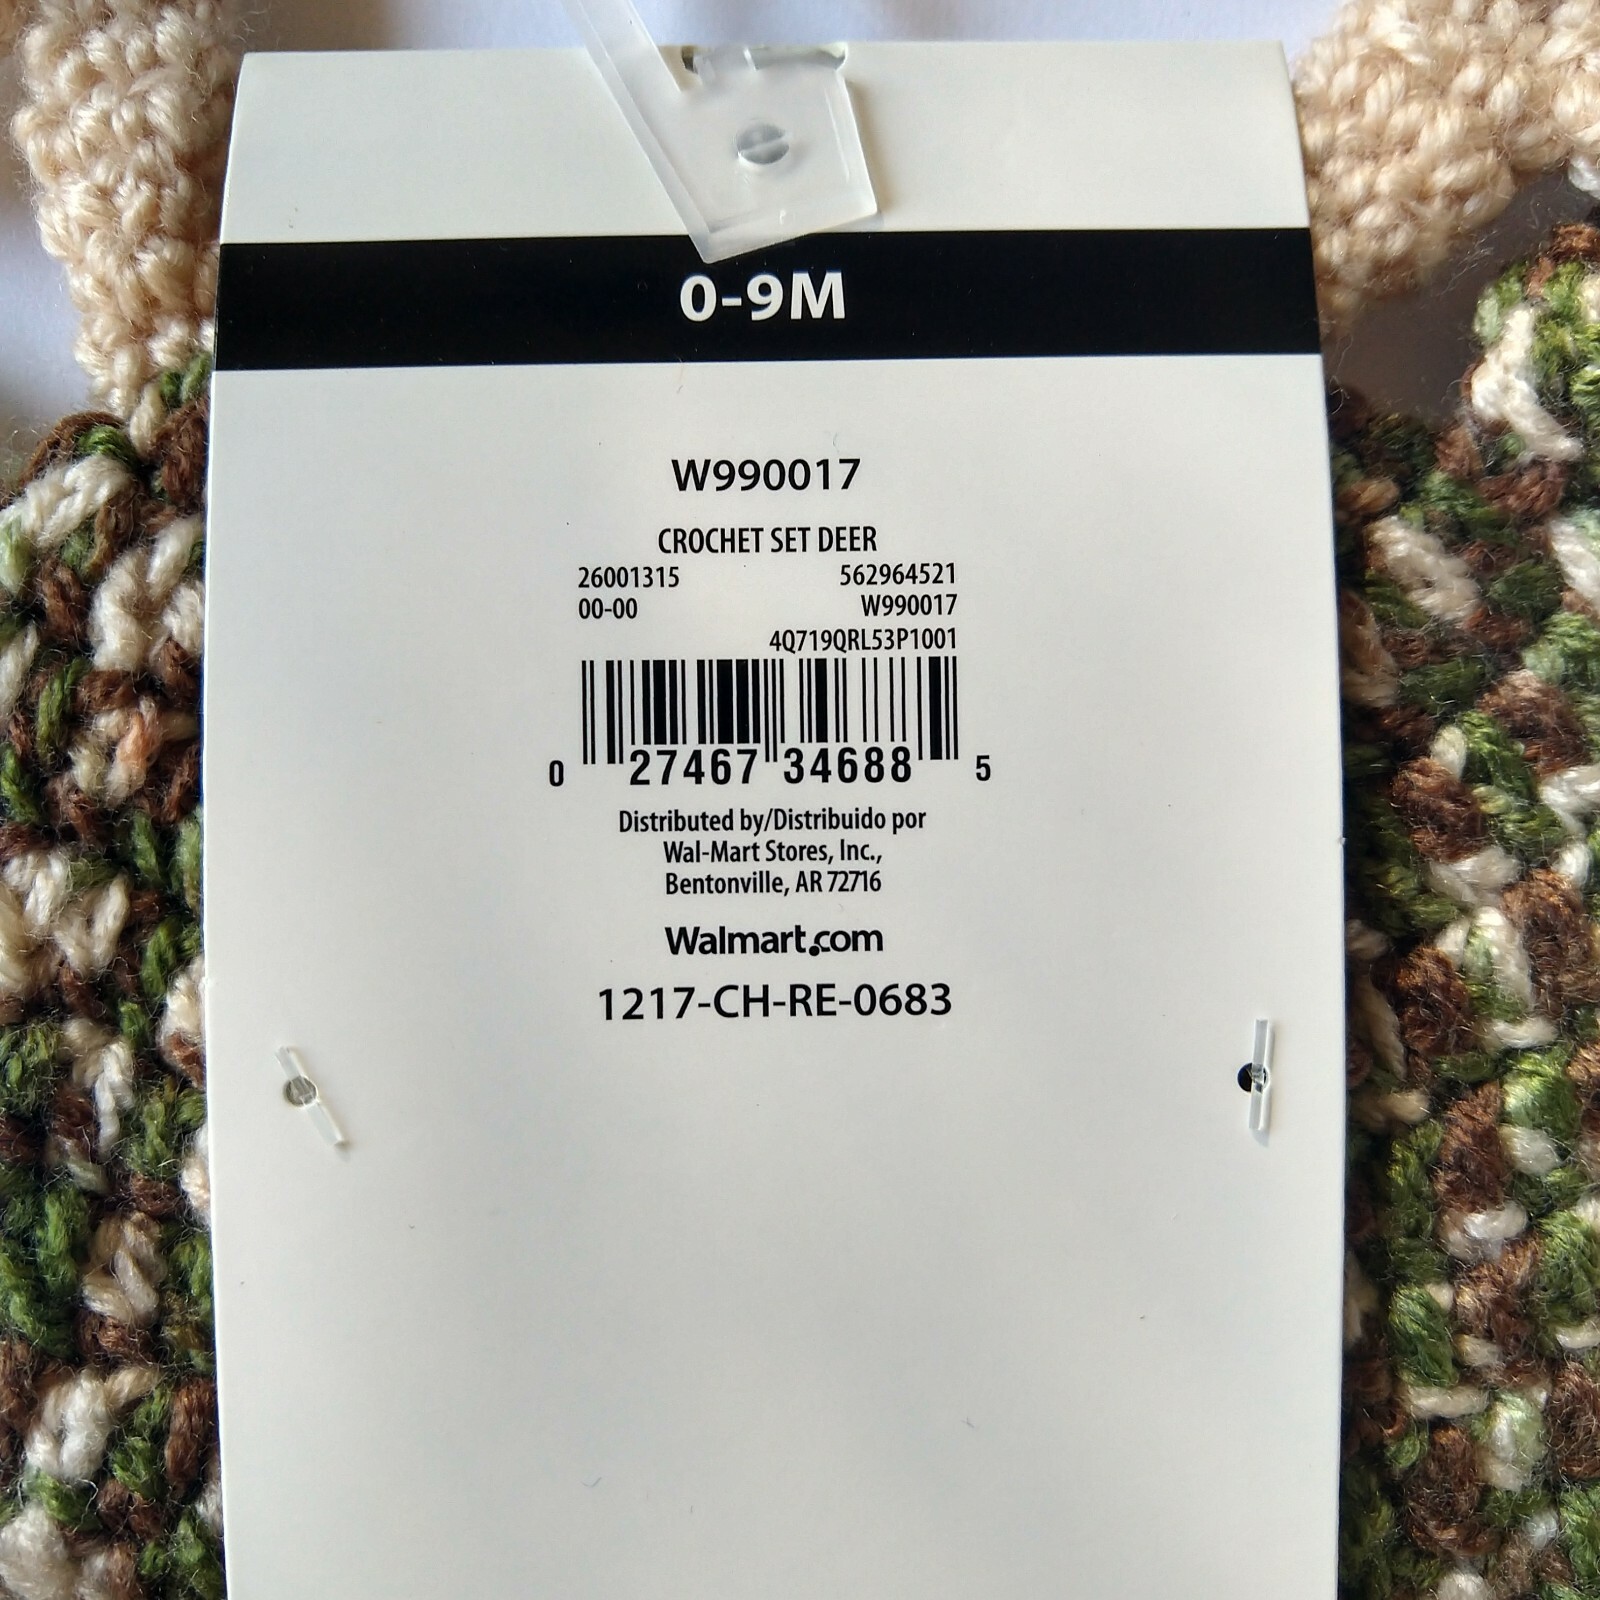 0-9M
W990017
CROCHET SET DEER
26001315 562964521
00-00 W990017
4Q719QRL53P1001
0 27467 34688 5
Distributed by/Distribuido por
Wal-Mart Stores, Inc.,
Bentonville, AR 72716
Walmart.com
1217-CH-RE-0683